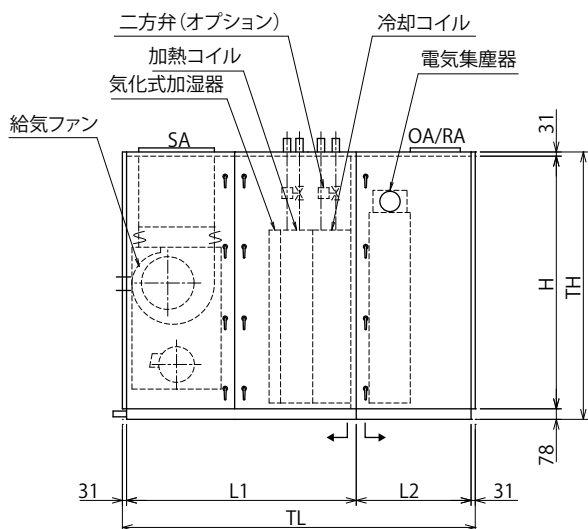 二方弁（オプション）
冷却コイル
加熱コイル
電気集塵器
気化式加湿器
給気ファン
SA
OA/RA
31
H
TH
78
31
L1
L2
31
TL